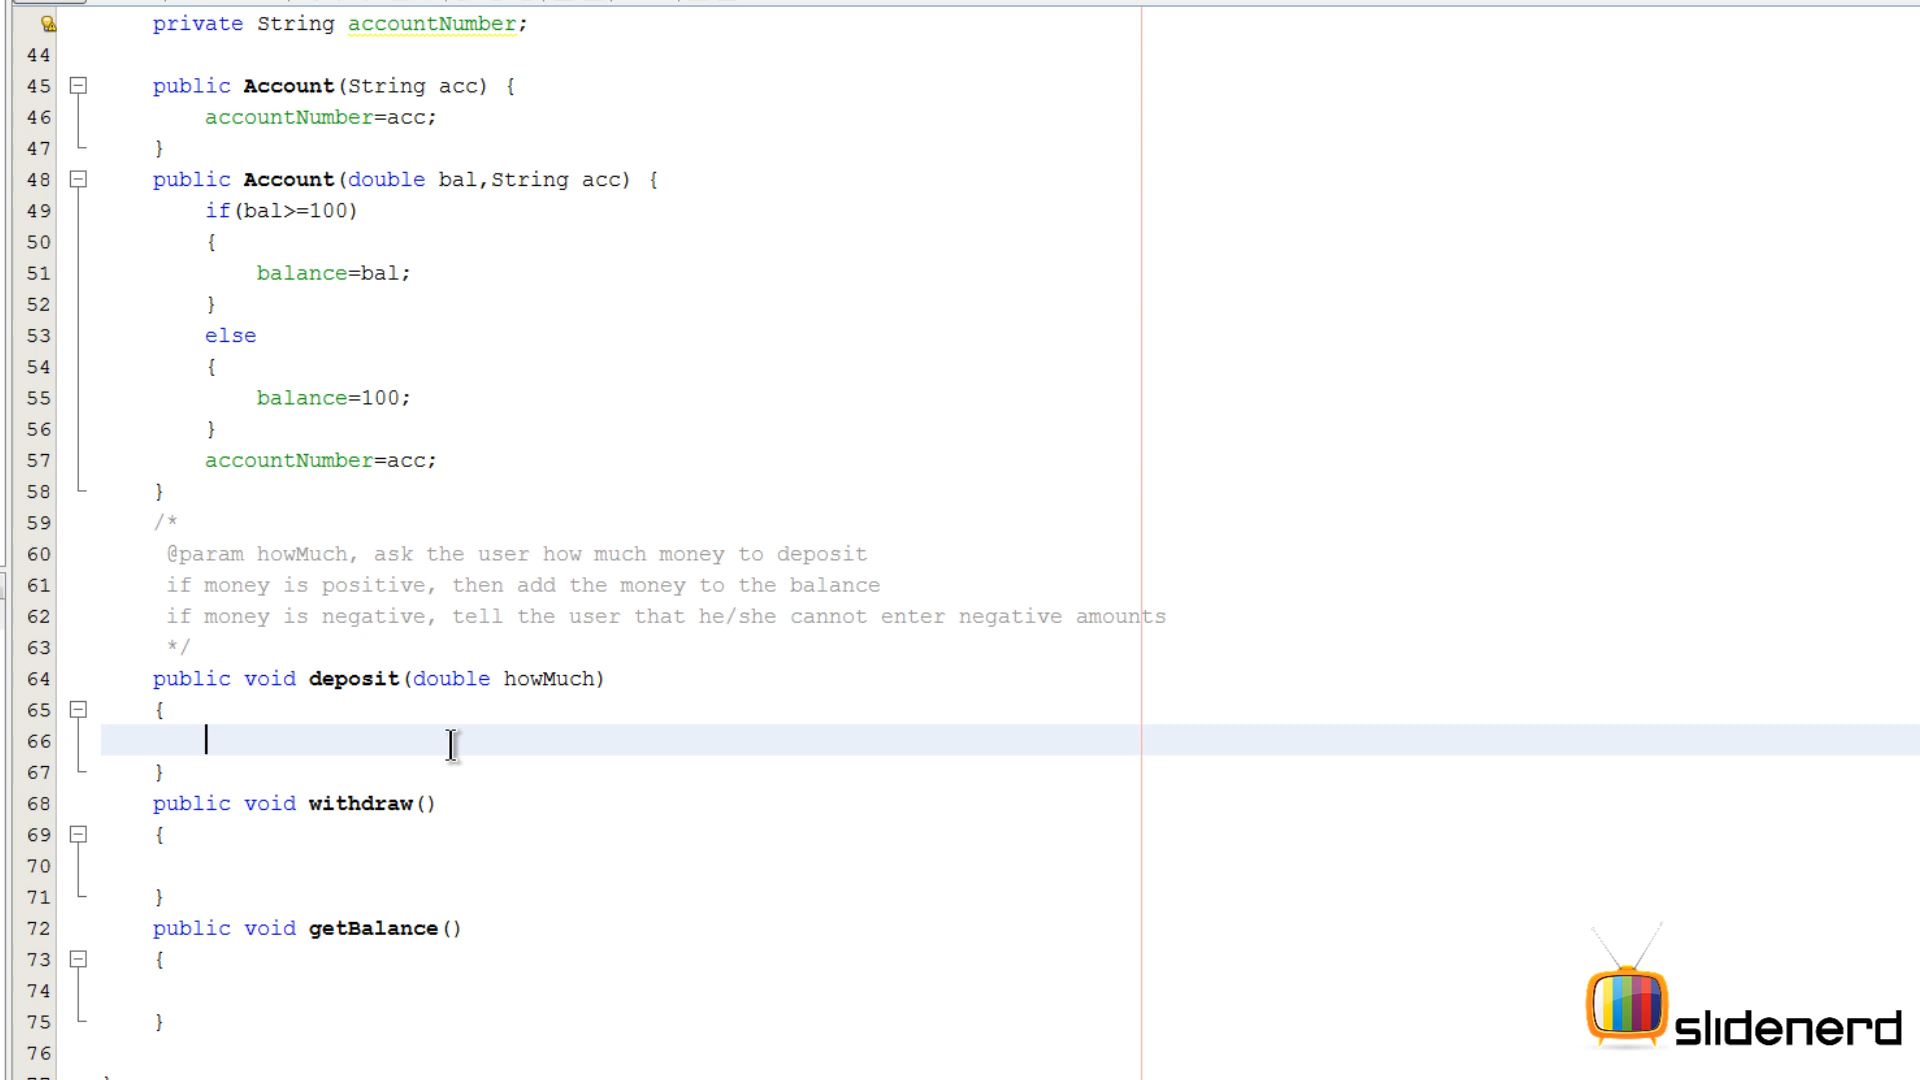 private String accountNumber;
44
45 public Account(String acc) {
46 accountNumber=acc;
47 }
48 public Account(double bal,String acc) {
49 if(bal>=100)
50 {
51 balance=bal;
52 }
53 else
54 {
55 balance=100;
56 }
57 accountNumber=acc;
58 }
59 /*
60 @param howMuch, ask the user how much money to deposit
61 if money is positive, then add the money to the balance
62 if money is negative, tell the user that he/she cannot enter negative amounts
63 */
64 public void deposit(double howMuch)
65 {
66
67 }
68 public void withdraw()
69 {
70
71 }
72 public void getBalance()
73 {
74
75 }
76
slidenerd